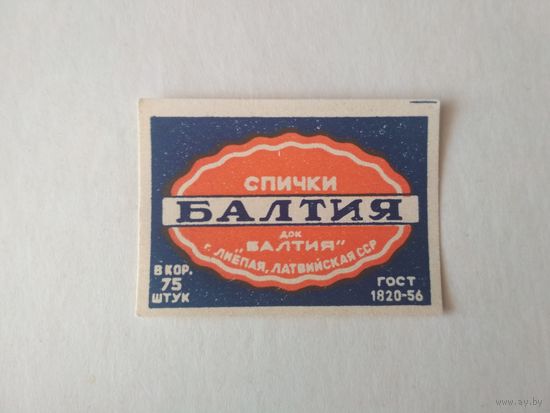 СПИЧКИ
БАЛТИЯ
ДОК
"БАЛТИЯ"
г. ЛИЕПАЯ, ЛАТВИЙСКАЯ ССР
В КОР.
75
ШТУК
ГОСТ
1820-56
www.ay.by